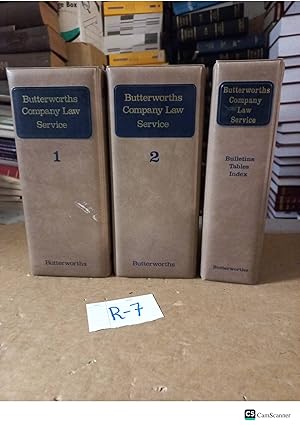 Butterworths
Company Law
Service
1
Butterworths
Butterworths
Company Law
Service
2
Butterworths
Butterworths
Company
Law
Service
Bulletins
Tables
Index
Butterworths
R-7
CS CamScanner